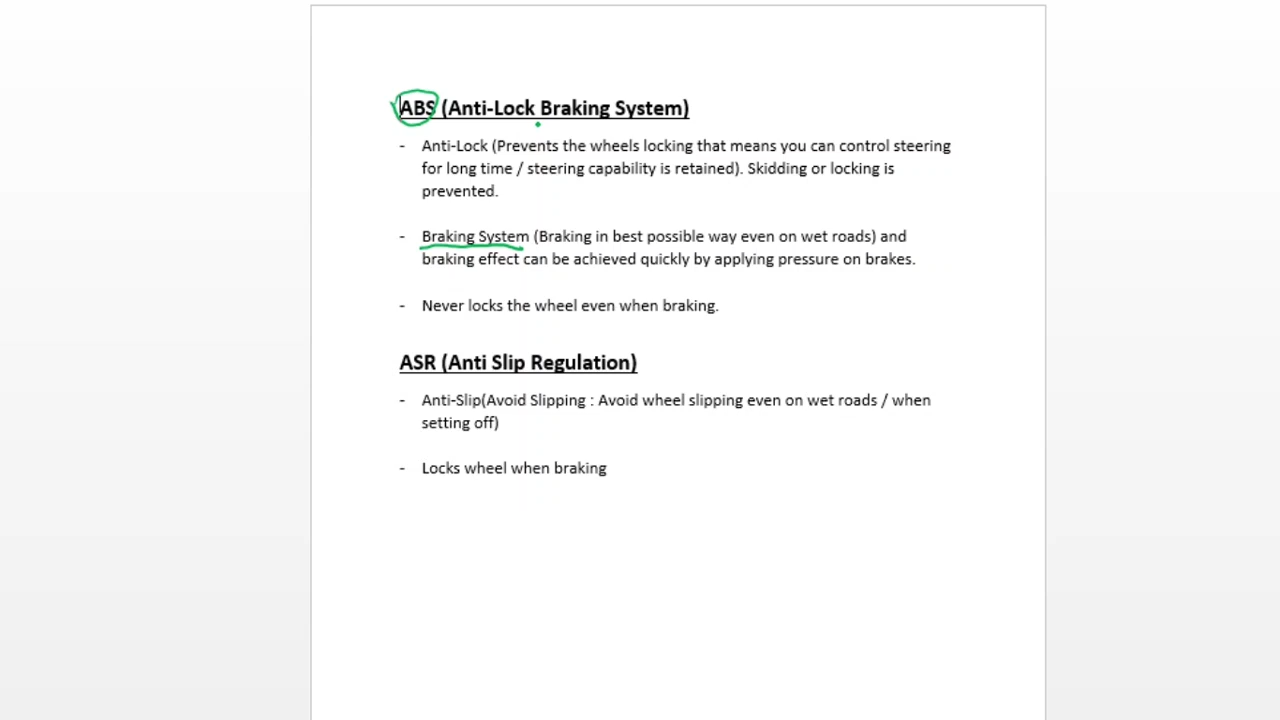 ABS (Anti-Lock Braking System)
- Anti-Lock (Prevents the wheels locking that means you can control steering
for long time / steering capability is retained). Skidding or locking is
prevented.
- Braking System (Braking in best possible way even on wet roads) and
braking effect can be achieved quickly by applying pressure on brakes.
- Never locks the wheel even when braking.
ASR (Anti Slip Regulation)
- Anti-Slip(Avoid Slipping : Avoid wheel slipping even on wet roads / when
setting off)
- Locks wheel when braking